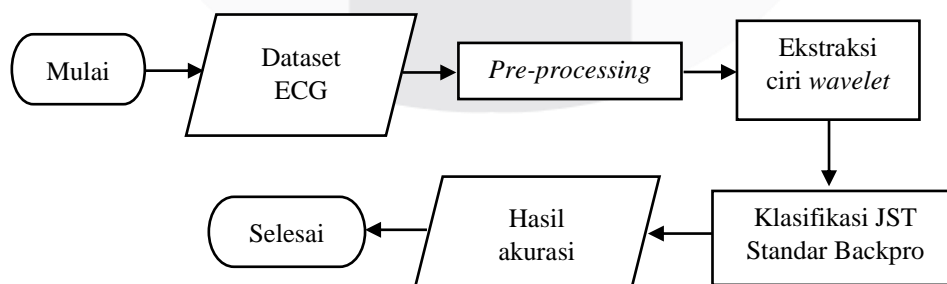 Mulai
Dataset
ECG
Pre-processing
Ekstraksi
ciri wavelet
Klasifikasi JST
Standar Backpro
Hasil
akurasi
Selesai